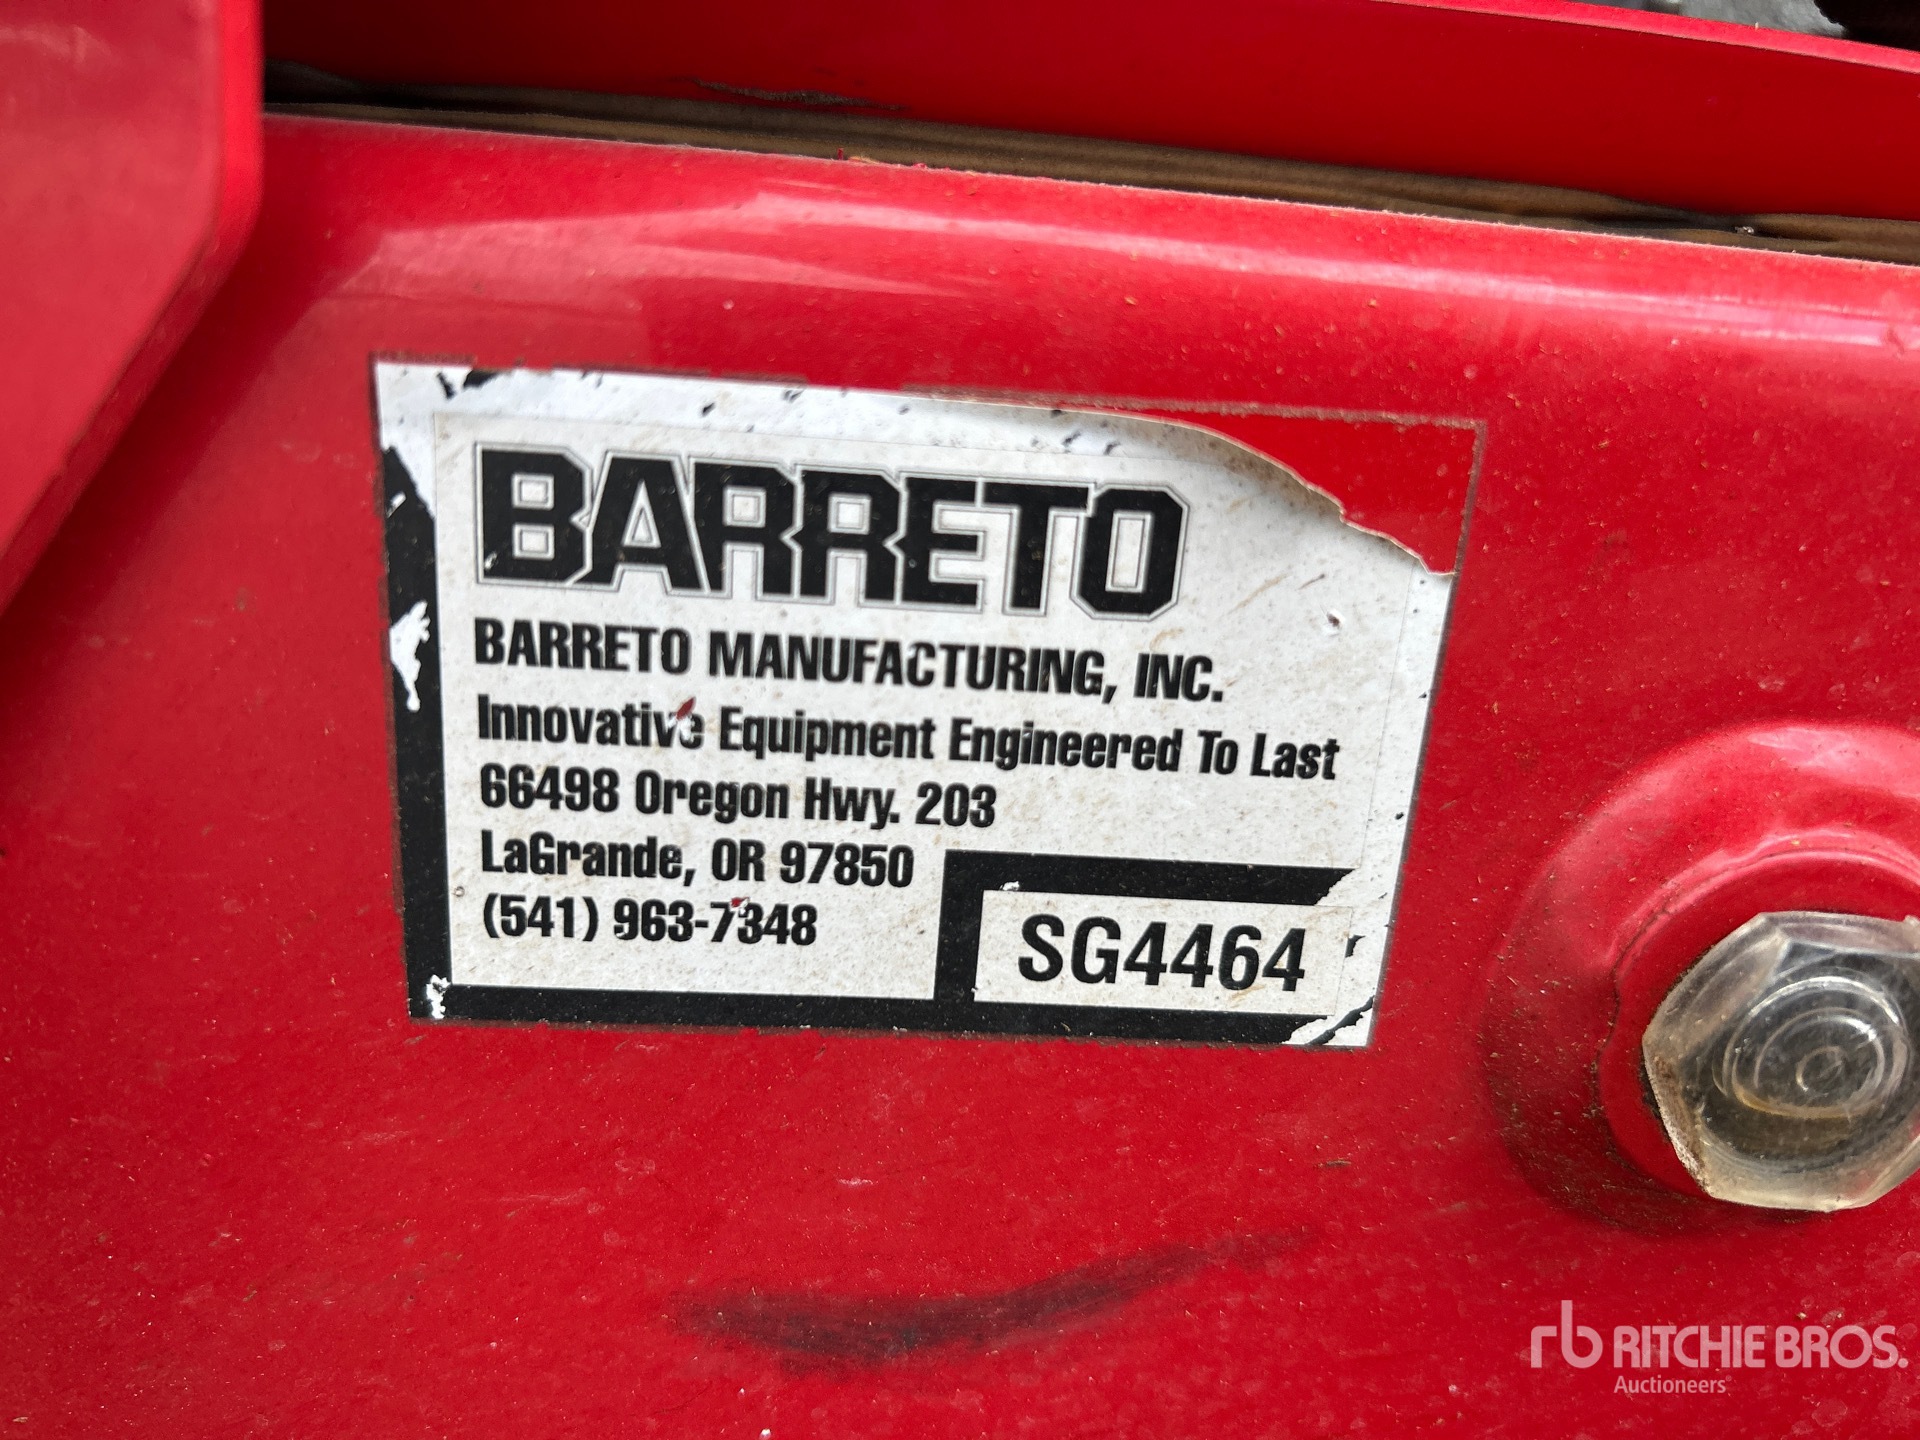 BARRETO
BARRETO MANUFACTURING, INC.
Innovative Equipment Engineered To Last
66498 Oregon Hwy. 203
LaGrande, OR 97850
(541) 963-7348
SG4464
rb RITCHIE BROS.
Auctioneers